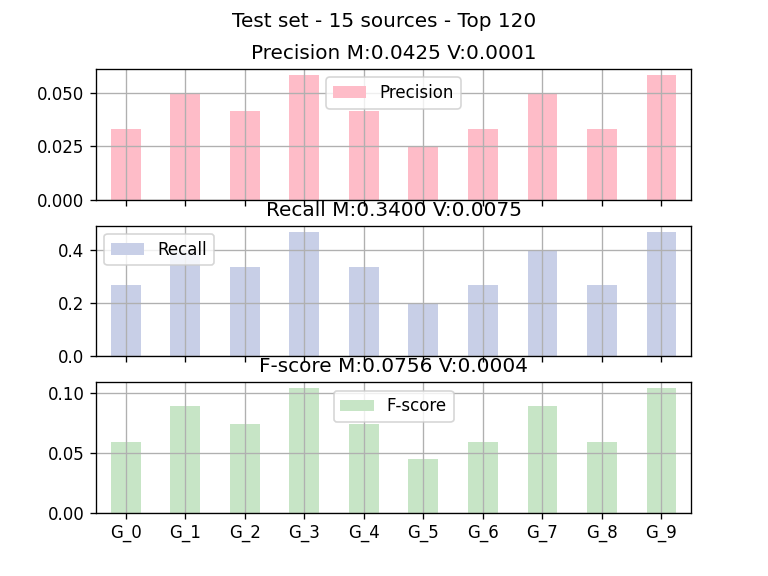 Test set - 15 sources - Top 120
Precision M:0.0425 V:0.0001
0.050
0.025
0.000
Precision
Recall M:0.3400 V:0.0075
0.4
0.2
0.0
Recall
F-score M:0.0756 V:0.0004
0.10
0.05
0.00
F-score
G_0 G_1 G_2 G_3 G_4 G_5 G_6 G_7 G_8 G_9